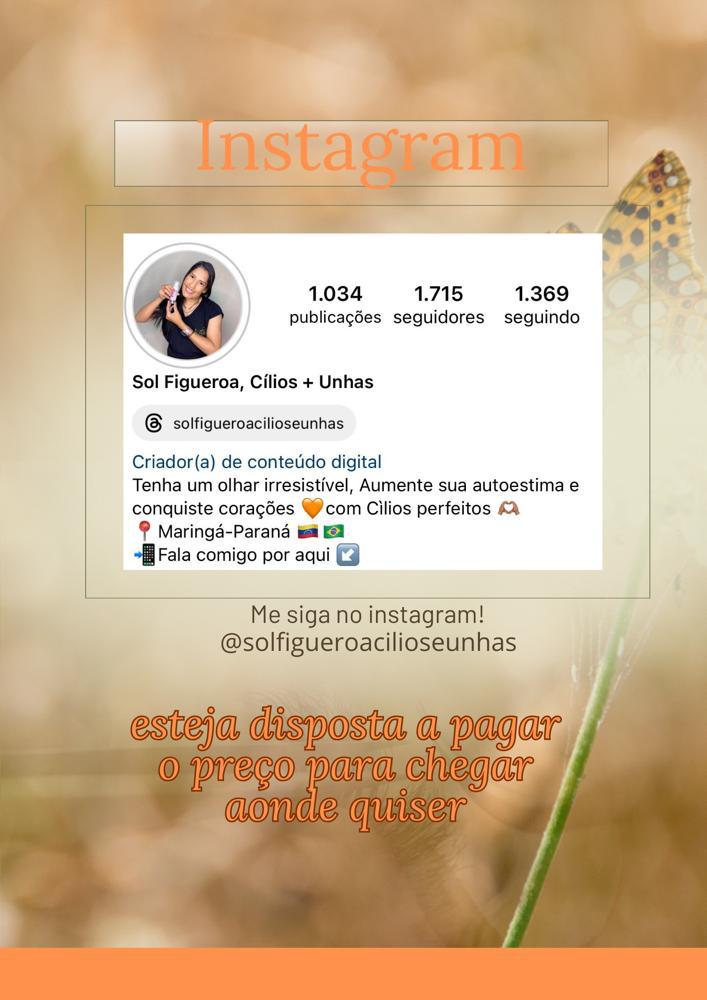 Instagram
1.034 1.715 1.369
publicações seguidores seguindo
Sol Figueroa, Cílios + Unhas
solfigueroacilioseunhas
Criador(a) de conteúdo digital
Tenha um olhar irresistível, Aumente sua autoestima e
conquiste corações 🧡com Cìlios perfeitos 🫶🏽
📍 Maringá-Paraná 🇻🇪 🇧🇷
📲Fala comigo por aqui ↙️
Me siga no instagram!
@solfigueroacilioseunhas
esteja disposta a pagar
o preço para chegar
aonde quiser